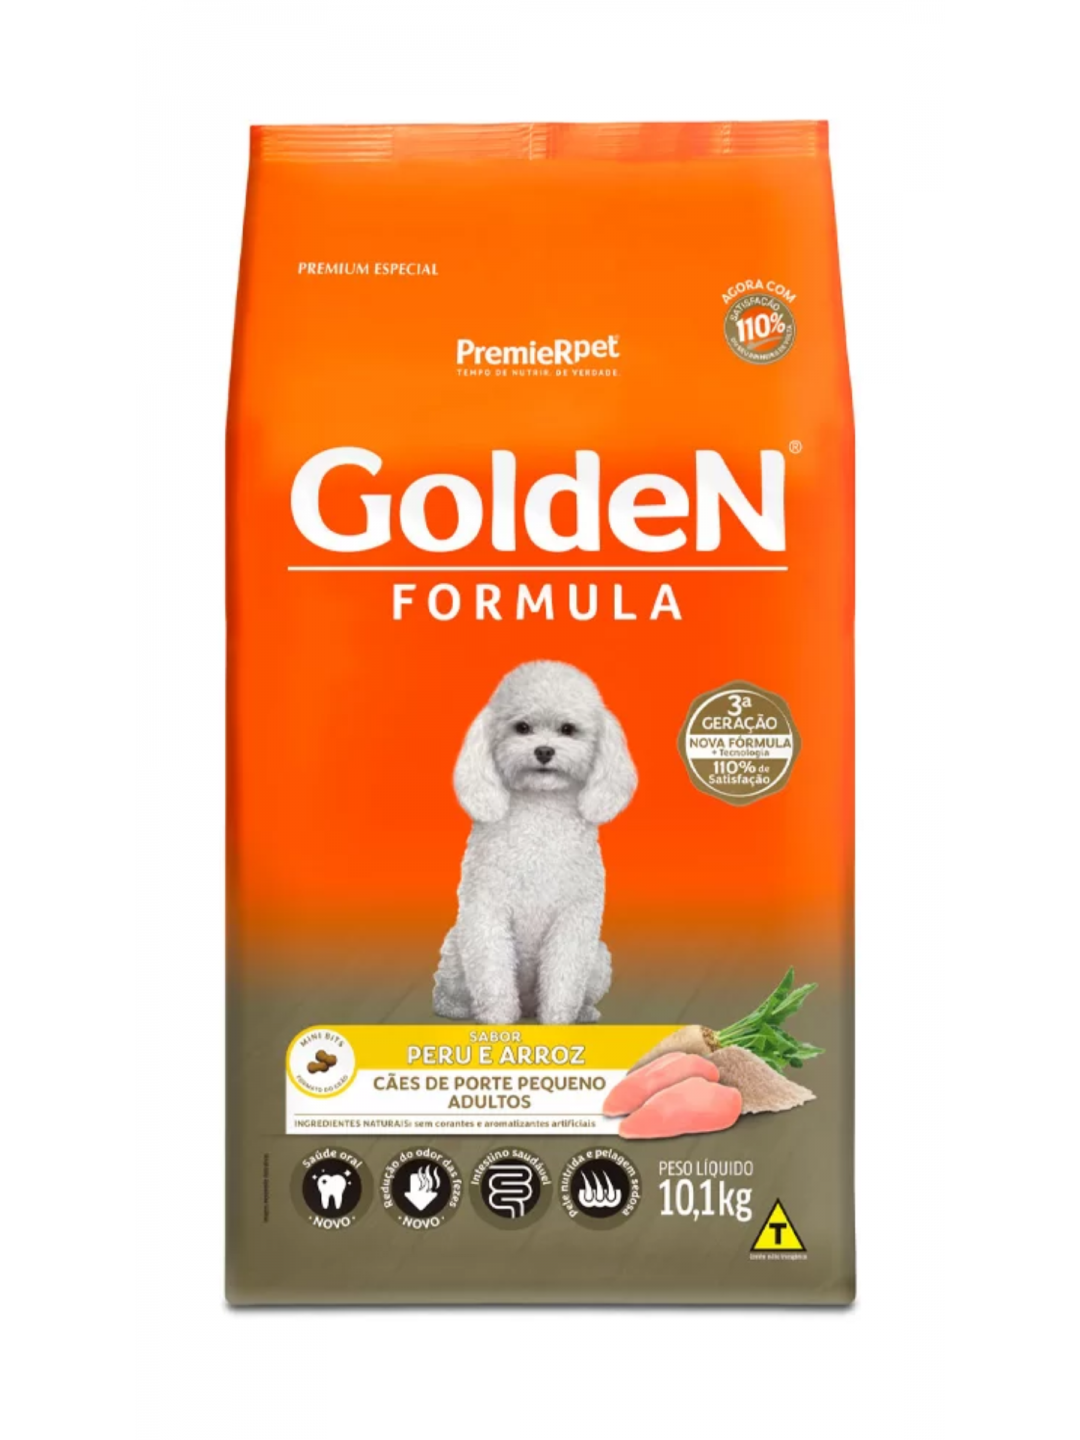 PREMIUM ESPECIAL
AGORA COM
SATISFAÇÃO
110%
PremieRpet®
TEMPO DE NUTRIR. DE VERDADE.
GoldeN®
FORMULA
3ª
GERAÇÃO
NOVA FÓRMULA
+ Tecnologia
110% de
Satisfação
MINI BITS
FORMATO DO GRÃO
SABOR
PERU E ARROZ
CÃES DE PORTE PEQUENO
ADULTOS
INGREDIENTES NATURAIS: sem corantes e aromatizantes artificiais
Saúde oral
• NOVO •
Redução do odor das fezes
• NOVO •
Intestino saudável
Pele nutrida e pelagem sedosa
PESO LÍQUIDO
10,1kg
T